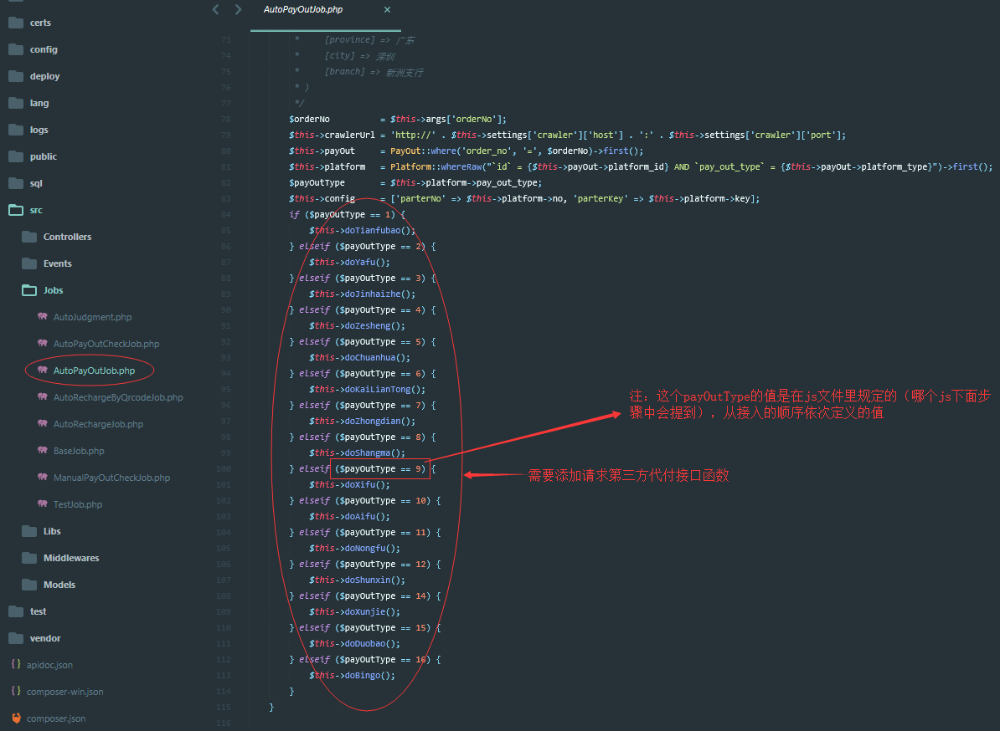 certs
config
deploy
lang
logs
public
sql
src
Controllers
Events
Jobs
AutoJudgment.php
AutoPayOutCheckJob.php
AutoPayOutJob.php
AutoRechargeByQrcodeJob.php
AutoRechargeJob.php
BaseJob.php
ManualPayOutCheckJob.php
TestJob.php
Libs
Middlewares
Models
test
vendor
apidoc.json
composer-win.json
composer.json
AutoPayOutJob.php ×
73 * [province] => 广东
74 * [city] => 深圳
75 * [branch] => 新洲支行
76 * )
77 */
78 $orderNo = $this->args['orderNo'];
79 $this->crawlerUrl = 'http://' . $this->settings['crawler']['host'] . ':' . $this->settings['crawler']['port'];
80 $this->payOut = PayOut::where('order_no', '=', $orderNo)->first();
81 $this->platform = Platform::whereRaw("`id` = {$this->payOut->platform_id} AND `pay_out_type` = {$this->payOut->platform_type}")->first();
82 $payOutType = $this->platform->pay_out_type;
83 $this->config = ['parterNo' => $this->platform->no, 'parterKey' => $this->platform->key];
84 if ($payOutType == 1) {
85 $this->doTianfubao();
86 } elseif ($payOutType == 2) {
87 $this->doYafu();
88 } elseif ($payOutType == 3) {
89 $this->doJinhaizhe();
90 } elseif ($payOutType == 4) {
91 $this->doZesheng();
92 } elseif ($payOutType == 5) {
93 $this->doChuanhua();
94 } elseif ($payOutType == 6) {
95 $this->doKaiLianTong();
96 } elseif ($payOutType == 7) {
97 $this->doZhongdian();
98 } elseif ($payOutType == 8) {
99 $this->doShangma();
100 } elseif ($payOutType == 9) {
101 $this->doXifu();
102 } elseif ($payOutType == 10) {
103 $this->doAifu();
104 } elseif ($payOutType == 11) {
105 $this->doNongfu();
106 } elseif ($payOutType == 12) {
107 $this->doShunxin();
108 } elseif ($payOutType == 14) {
109 $this->doXunjie();
110 } elseif ($payOutType == 15) {
111 $this->doDuobao();
112 } elseif ($payOutType == 16) {
113 $this->doBingo();
114 }
115 }
116
注：这个payOutType的值是在js文件里规定的（哪个js下面步
骤中会提到），从接入的顺序依次定义的值
需要添加请求第三方代付接口函数